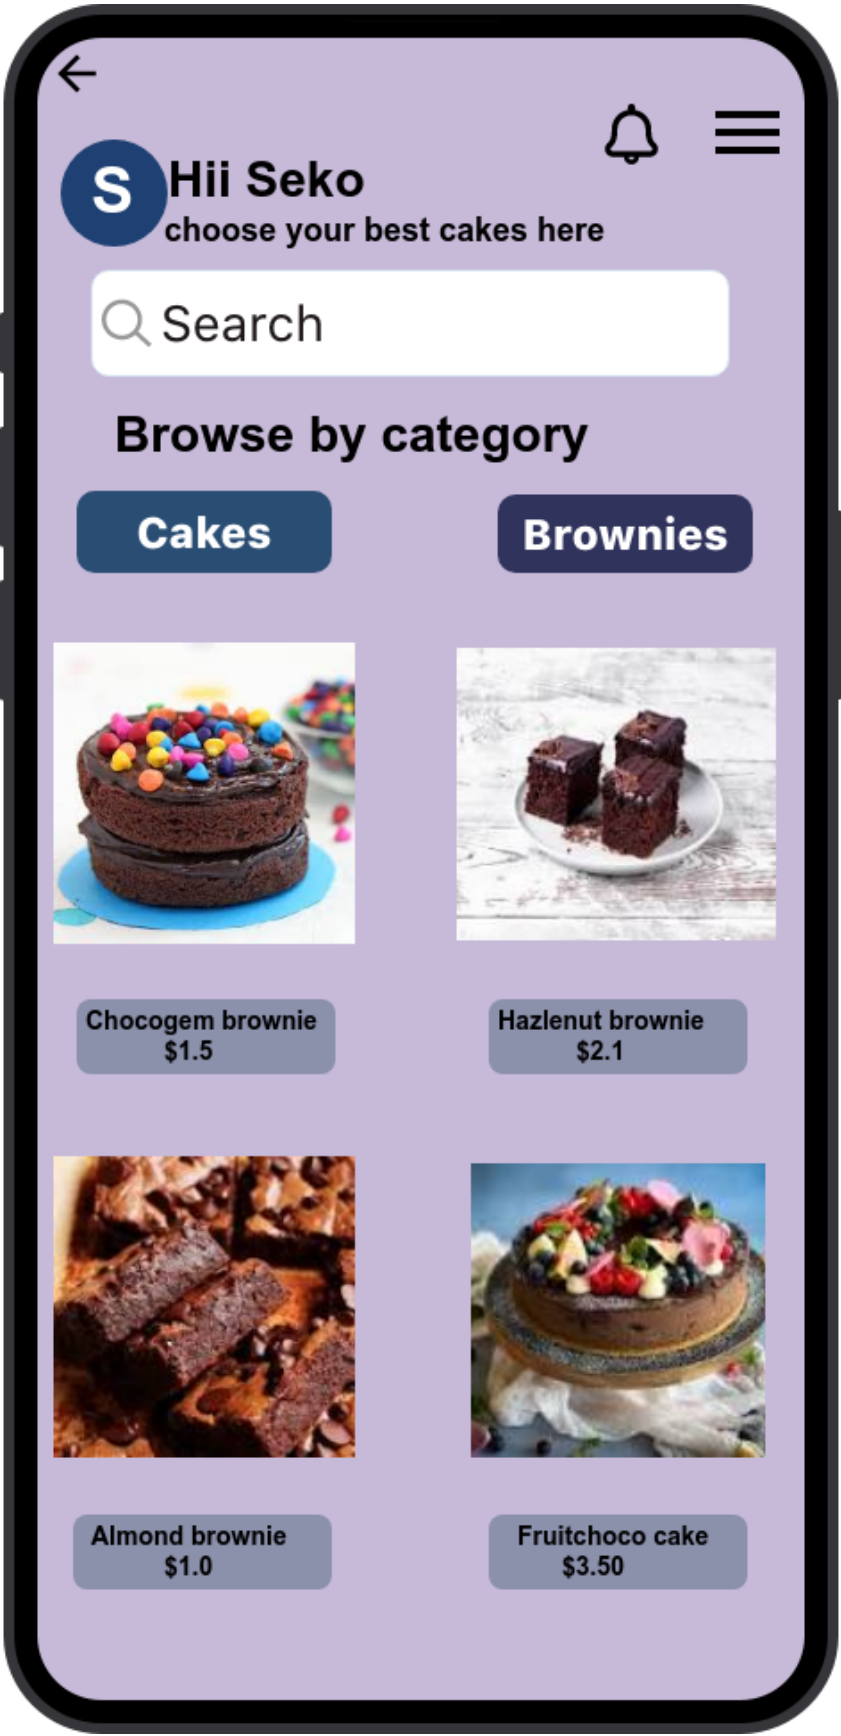 S
Hii Seko
choose your best cakes here
Search
Browse by category
Cakes
Brownies
Chocogem brownie
$1.5
Hazlenut brownie
$2.1
Almond brownie
$1.0
Fruitchoco cake
$3.50